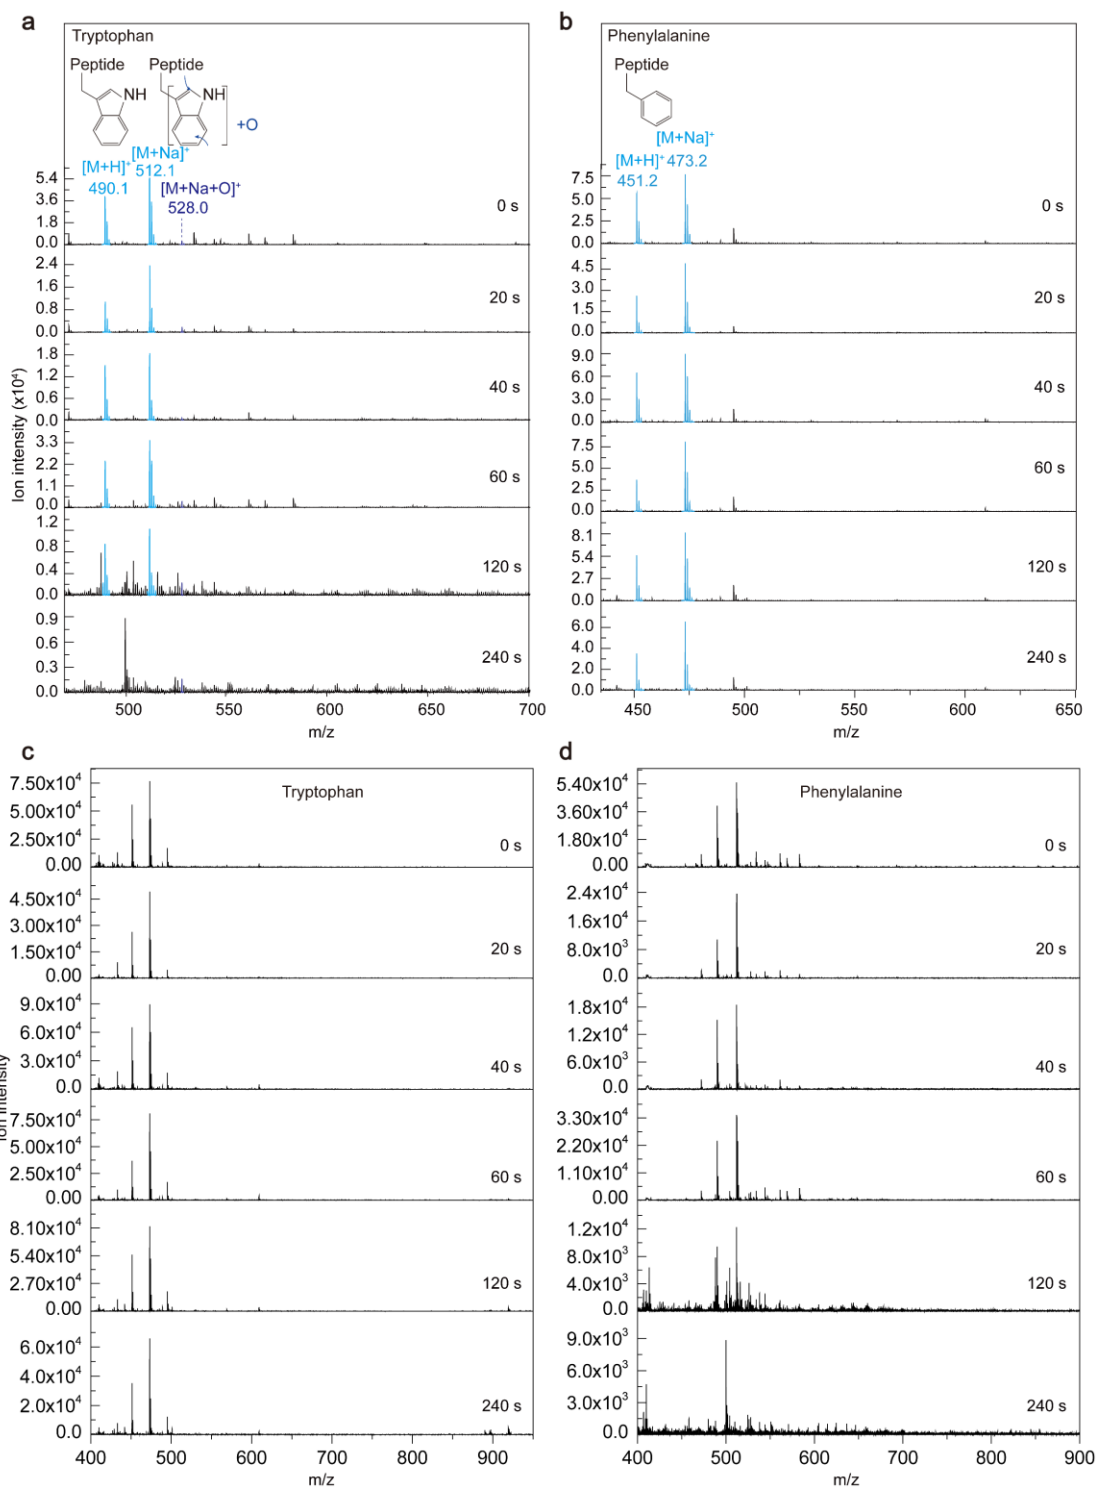 a
Tryptophan
Peptide Peptide
NH NH
+O
[M+H]⁺ [M+Na]⁺
490.1 512.1
[M+Na+O]⁺
528.0
5.4
3.6
1.8
0.0
0 s
2.4
1.6
0.8
0.0
20 s
1.8
1.2
0.6
0.0
40 s
3.3
2.2
1.1
0.0
60 s
1.2
0.8
0.4
0.0
120 s
0.9
0.6
0.3
0.0
240 s
Ion intensity (x10⁴)
500 550 600 650 700
m/z
b
Phenylalanine
Peptide
[M+Na]⁺
[M+H]⁺ 473.2
451.2
7.5
5.0
2.5
0.0
0 s
4.5
3.0
1.5
0.0
20 s
9.0
6.0
3.0
0.0
40 s
7.5
5.0
2.5
0.0
60 s
8.1
5.4
2.7
0.0
120 s
6.0
4.0
2.0
0.0
240 s
450 500 550 600 650
m/z
c
Tryptophan
7.50x10⁴
5.00x10⁴
2.50x10⁴
0.00
0 s
4.50x10⁴
3.00x10⁴
1.50x10⁴
0.00
20 s
9.0x10⁴
6.0x10⁴
3.0x10⁴
0.0
40 s
7.50x10⁴
5.00x10⁴
2.50x10⁴
0.00
60 s
8.10x10⁴
5.40x10⁴
2.70x10⁴
0.00
120 s
6.0x10⁴
4.0x10⁴
2.0x10⁴
0.0
240 s
Ion intensity
400 500 600 700 800 900
m/z
d
Phenylalanine
5.40x10⁴
3.60x10⁴
1.80x10⁴
0.00
0 s
2.4x10⁴
1.6x10⁴
8.0x10³
0.0
20 s
1.8x10⁴
1.2x10⁴
6.0x10³
0.0
40 s
3.30x10⁴
2.20x10⁴
1.10x10⁴
0.00
60 s
1.2x10⁴
8.0x10³
4.0x10³
0.0
120 s
9.0x10³
6.0x10³
3.0x10³
0.0
240 s
400 500 600 700 800 900
m/z